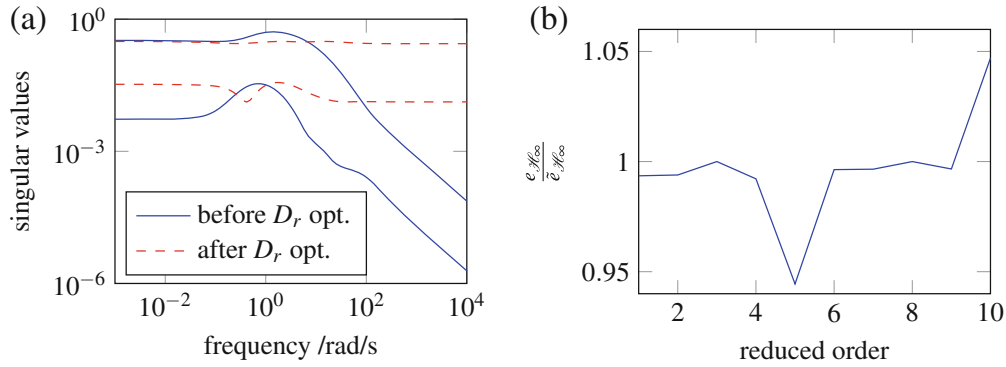 (a)
singular values
10^0
10^-3
10^-6
before D_r opt.
after D_r opt.
10^-2 10^0 10^2 10^4
frequency /rad/s
(b)
e_ℋ∞ / ẽ_ℋ∞
1.05
1
0.95
2 4 6 8 10
reduced order